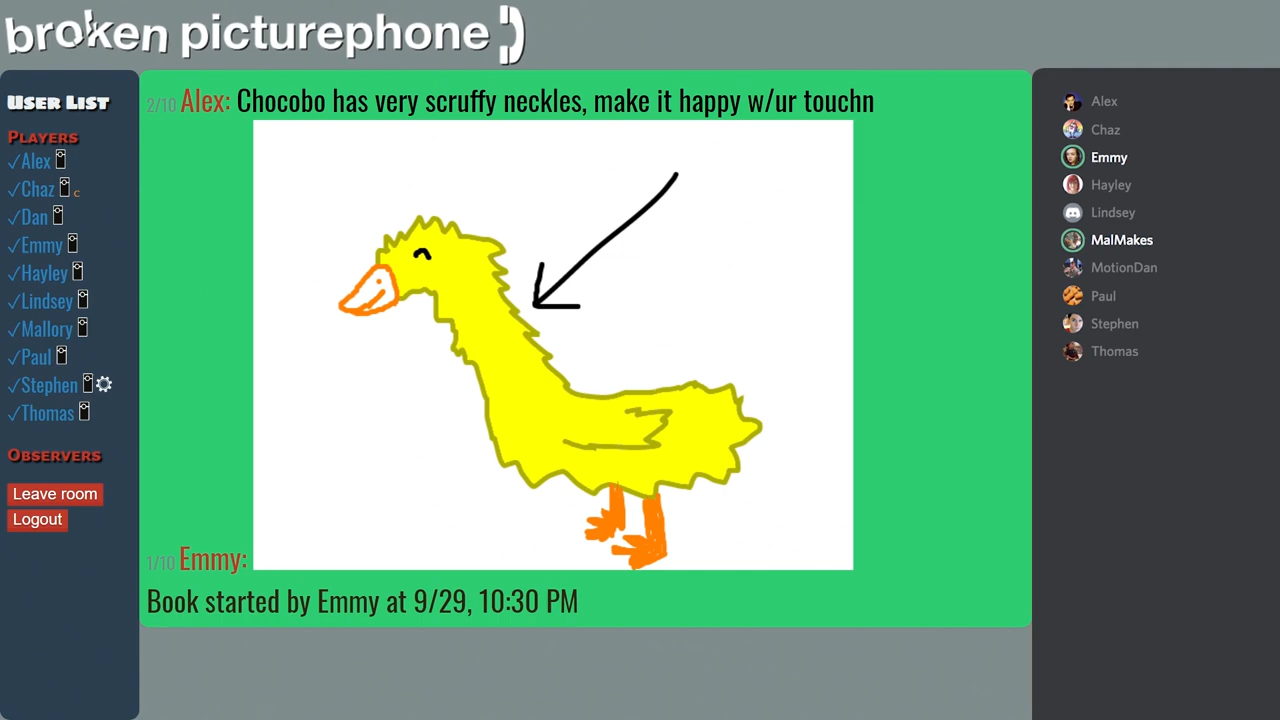 broken picturephone
User List
Players
✓Alex
✓Chaz c
✓Dan
✓Emmy
✓Hayley
✓Lindsey
✓Mallory
✓Paul
✓Stephen
✓Thomas
Observers
Leave room
Logout
2/10 Alex: Chocobo has very scruffy neckles, make it happy w/ur touchn
1/10 Emmy:
Book started by Emmy at 9/29, 10:30 PM
Alex
Chaz
Emmy
Hayley
Lindsey
MalMakes
MotionDan
Paul
Stephen
Thomas